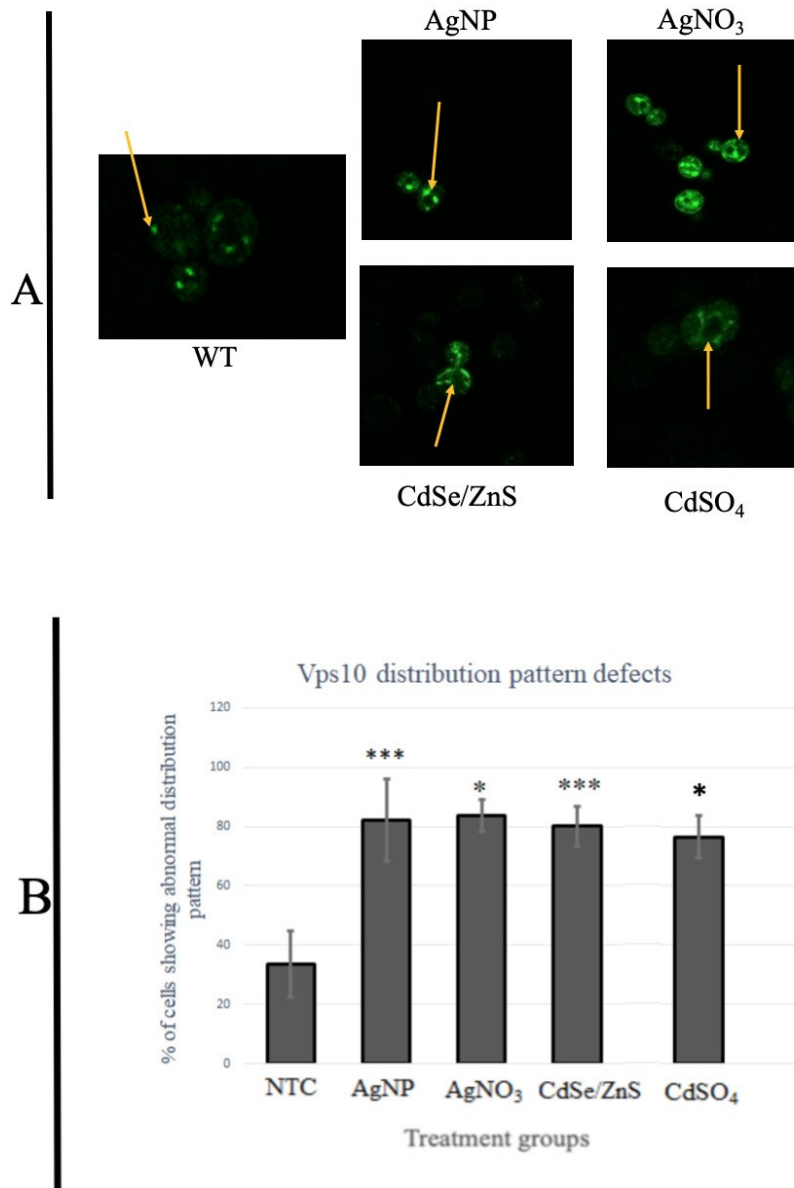 A
AgNP
AgNO₃
WT
CdSe/ZnS
CdSO₄
B
Vps10 distribution pattern defects
% of cells showing abnormal distribution
pattern
120
100
80
60
40
20
0
***
*
***
*
NTC
AgNP
AgNO₃
CdSe/ZnS
CdSO₄
Treatment groups